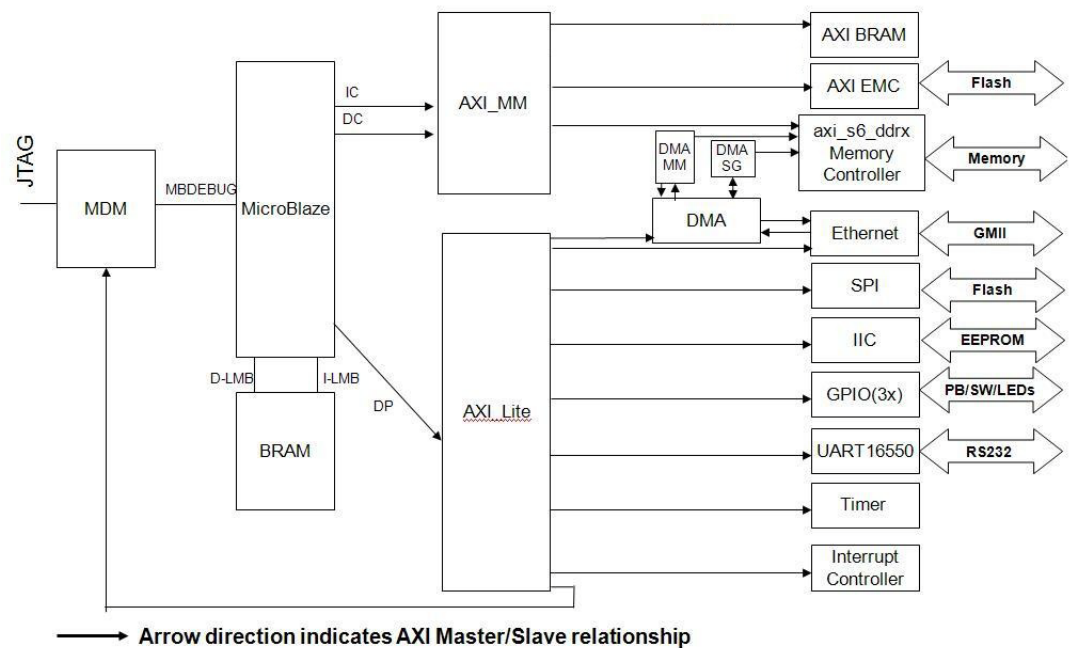 JTAG
MDM
MBDEBUG
MicroBlaze
IC
DC
D-LMB
I-LMB
BRAM
DP
AXI_MM
AXI_Lite
DMA
MM
DMA
SG
DMA
AXI BRAM
AXI EMC
Flash
axi_s6_ddrx
Memory
Controller
Memory
Ethernet
GMII
SPI
Flash
IIC
EEPROM
GPIO(3x)
PB/SW/LEDs
UART16550
RS232
Timer
Interrupt
Controller
Arrow direction indicates AXI Master/Slave relationship